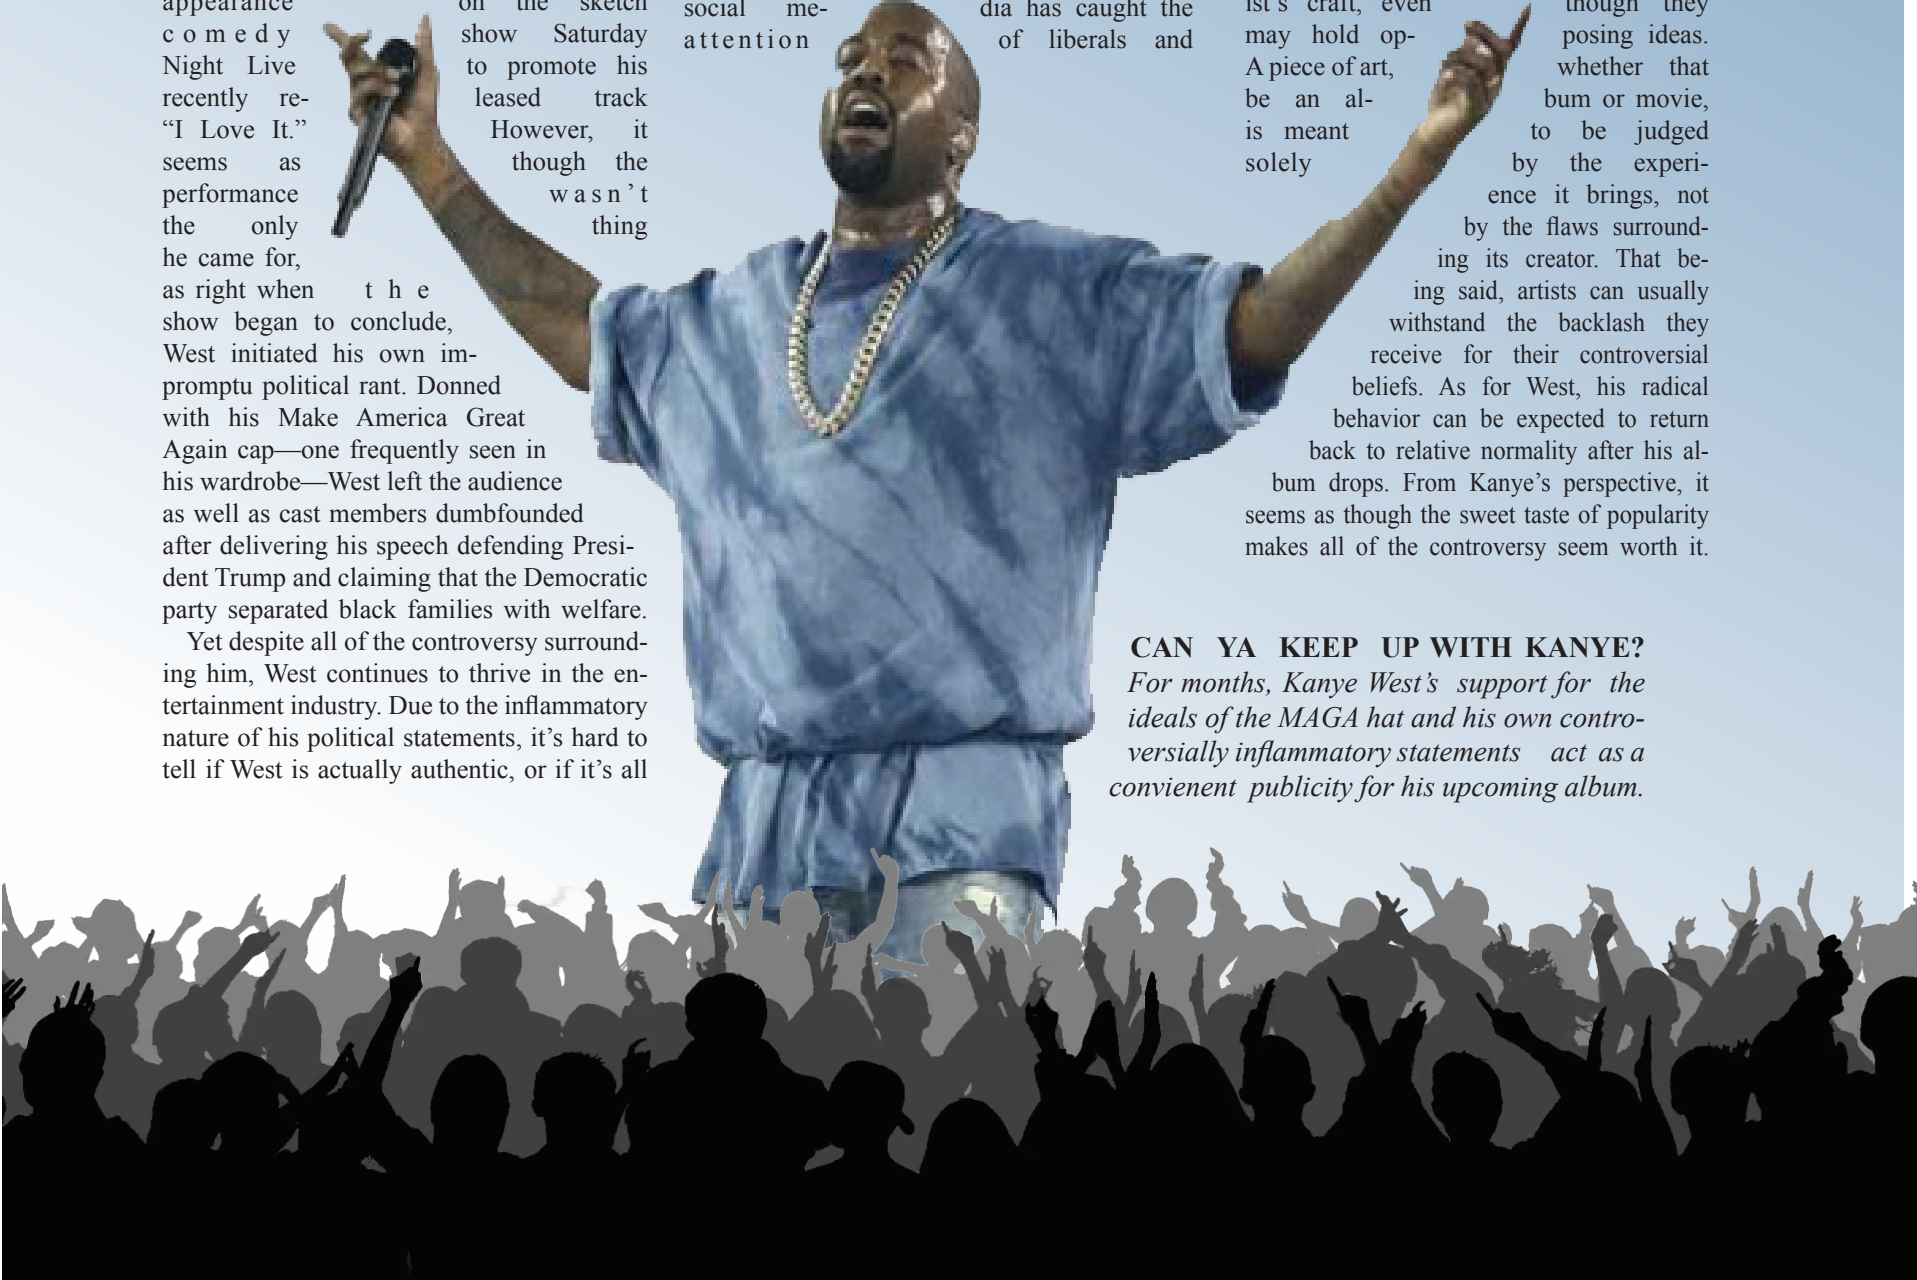 appearance on the sketch
comedy show Saturday
Night Live to promote his
recently re- leased track
“I Love It.” However, it
seems as though the
performance wasn’t
the only thing
he came for,
as right when the
show began to conclude,
West initiated his own im-
promptu political rant. Donned
with his Make America Great
Again cap—one frequently seen in
his wardrobe—West left the audience
as well as cast members dumbfounded
after delivering his speech defending Presi-
dent Trump and claiming that the Democratic
party separated black families with welfare.
Yet despite all of the controversy surround-
ing him, West continues to thrive in the en-
tertainment industry. Due to the inflammatory
nature of his political statements, it’s hard to
tell if West is actually authentic, or if it’s all
social me- dia has caught the
attention of liberals and
ist’s craft, even though they
may hold op- posing ideas.
A piece of art, whether that
be an al- bum or movie,
is meant to be judged
solely by the experi-
ence it brings, not
by the flaws surround-
ing its creator. That be-
ing said, artists can usually
withstand the backlash they
receive for their controversial
beliefs. As for West, his radical
behavior can be expected to return
back to relative normality after his al-
bum drops. From Kanye’s perspective, it
seems as though the sweet taste of popularity
makes all of the controversy seem worth it.
CAN YA KEEP UP WITH KANYE?
For months, Kanye West’s support for the
ideals of the MAGA hat and his own contro-
versially inflammatory statements act as a
convienent publicity for his upcoming album.